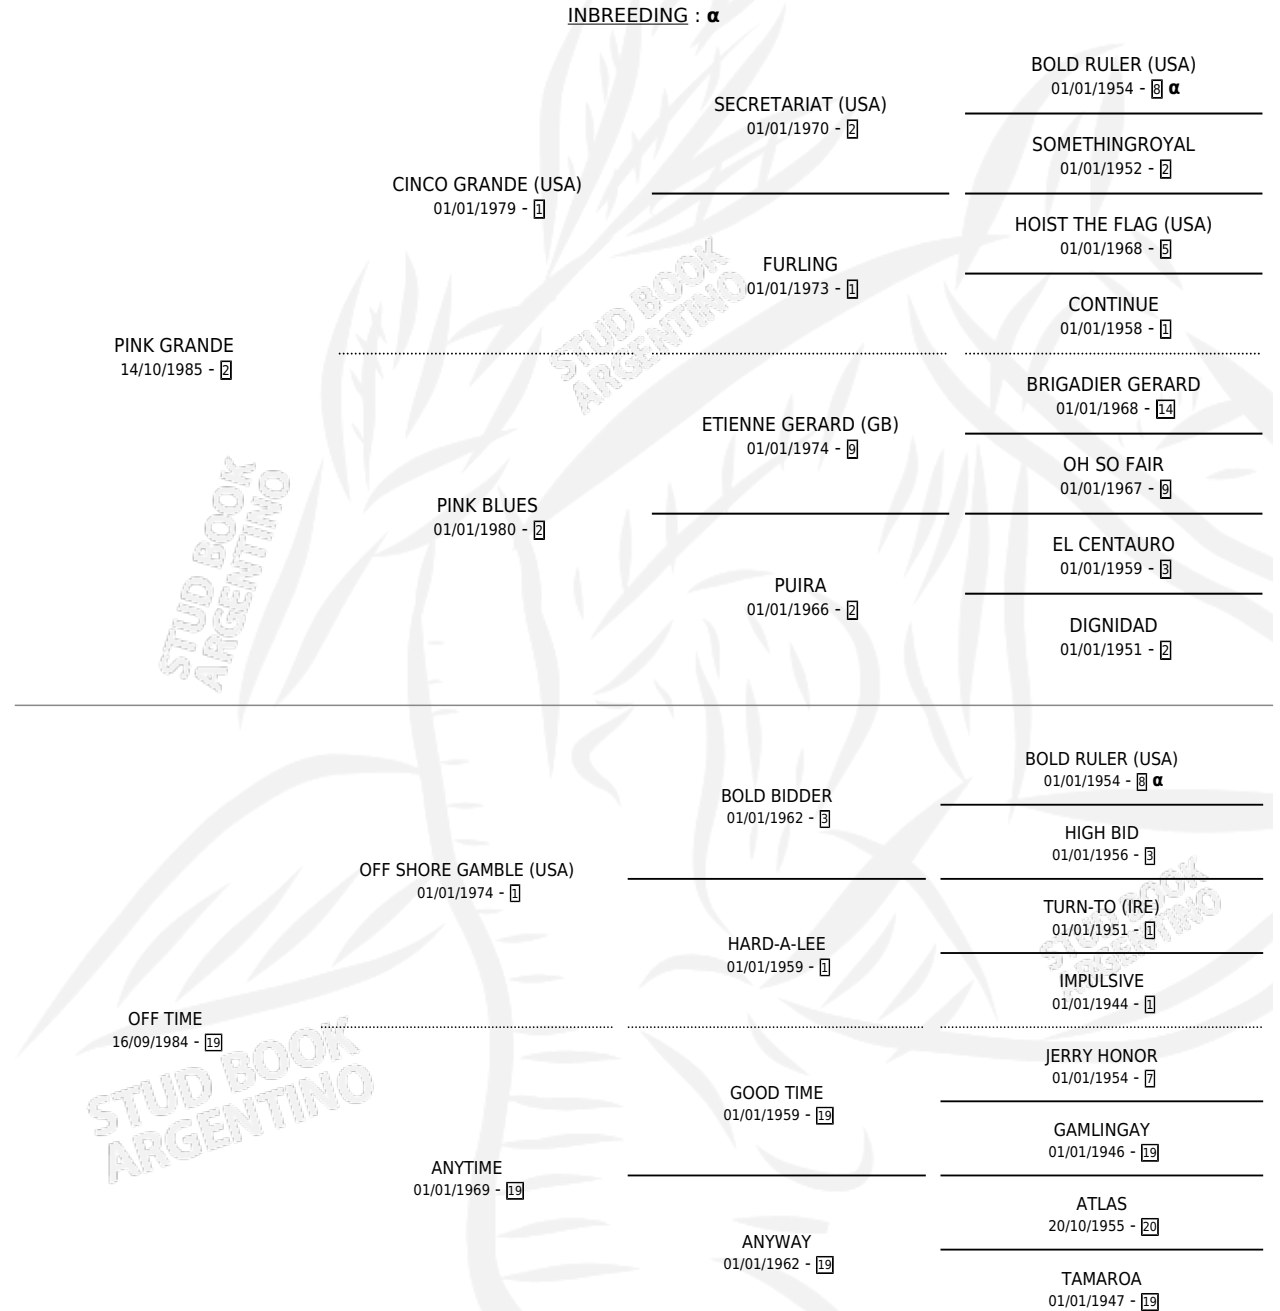 INBREEDING : α
BOLD RULER (USA)
01/01/1954 - 8 α
SECRETARIAT (USA)
01/01/1970 - 2
SOMETHINGROYAL
01/01/1952 - 2
CINCO GRANDE (USA)
01/01/1979 - 1
HOIST THE FLAG (USA)
01/01/1968 - 5
FURLING
01/01/1973 - 1
CONTINUE
01/01/1958 - 1
PINK GRANDE
14/10/1985 - 2
BRIGADIER GERARD
01/01/1968 - 14
ETIENNE GERARD (GB)
01/01/1974 - 9
OH SO FAIR
01/01/1967 - 9
PINK BLUES
01/01/1980 - 2
EL CENTAURO
01/01/1959 - 3
PUIRA
01/01/1966 - 2
DIGNIDAD
01/01/1951 - 2
BOLD RULER (USA)
01/01/1954 - 8 α
BOLD BIDDER
01/01/1962 - 3
HIGH BID
01/01/1956 - 3
OFF SHORE GAMBLE (USA)
01/01/1974 - 1
TURN-TO (IRE)
01/01/1951 - 1
HARD-A-LEE
01/01/1959 - 1
IMPULSIVE
01/01/1944 - 1
OFF TIME
16/09/1984 - 19
JERRY HONOR
01/01/1954 - 7
GOOD TIME
01/01/1959 - 19
GAMLINGAY
01/01/1946 - 19
ANYTIME
01/01/1969 - 19
ATLAS
20/10/1955 - 20
ANYWAY
01/01/1962 - 19
TAMAROA
01/01/1947 - 19
STUD BOOK
ARGENTINO
STUD BOOK
ARGENTINO
STUD BOOK
ARGENTINO
STUD BOOK
ARGENTINO